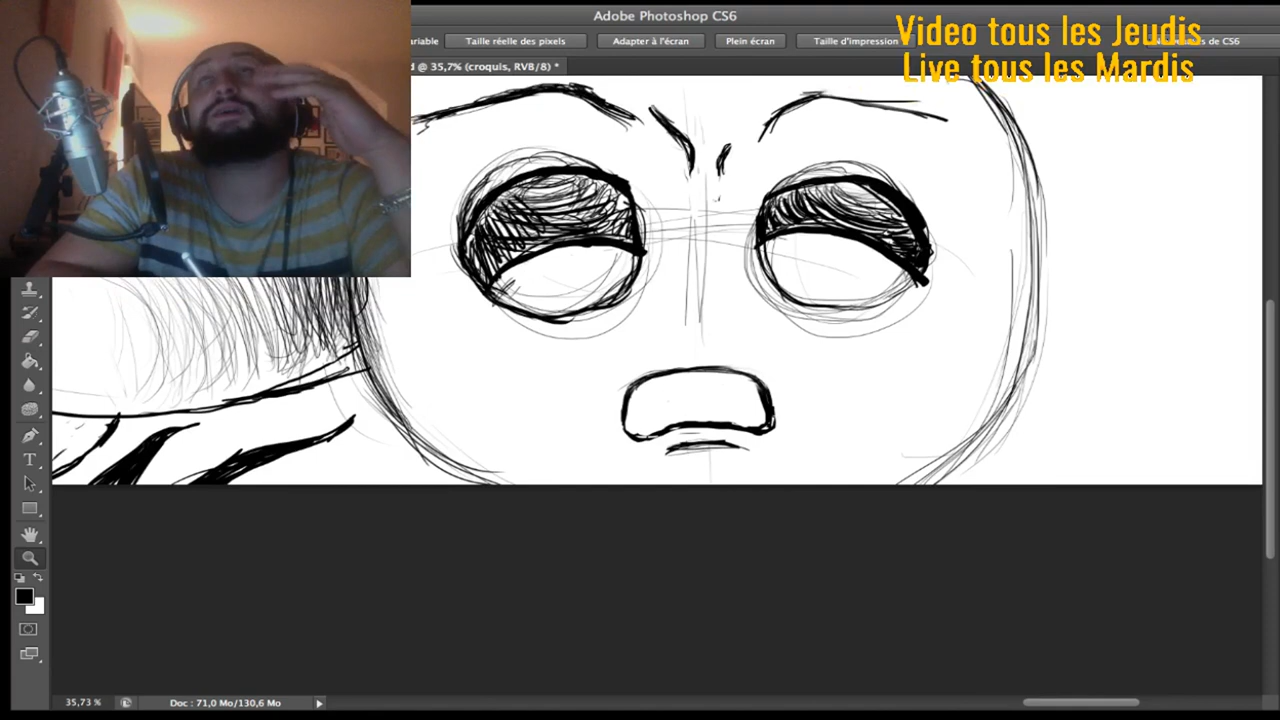 Adobe Photoshop CS6
Video tous les Jeudis
Live tous les Mardis
ariable
Taille réelle des pixels
Adapter à l'écran
Plein écran
Taille d'impression
de CS6
d @ 35,7% (croquis, RVB/8) *
T
35,73 %
Doc : 71,0 Mo/130,6 Mo